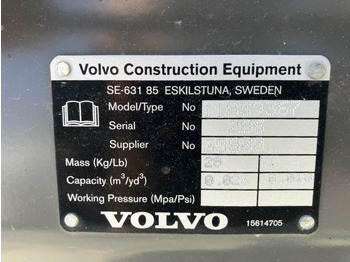 Volvo Construction Equipment
SE-631 85 ESKILSTUNA, SWEDEN
Model/Type No
Serial No
Supplier No
Mass (Kg/Lb)
Capacity (m³/yd³)
Working Pressure (Mpa/Psi)
VOLVO 15614705